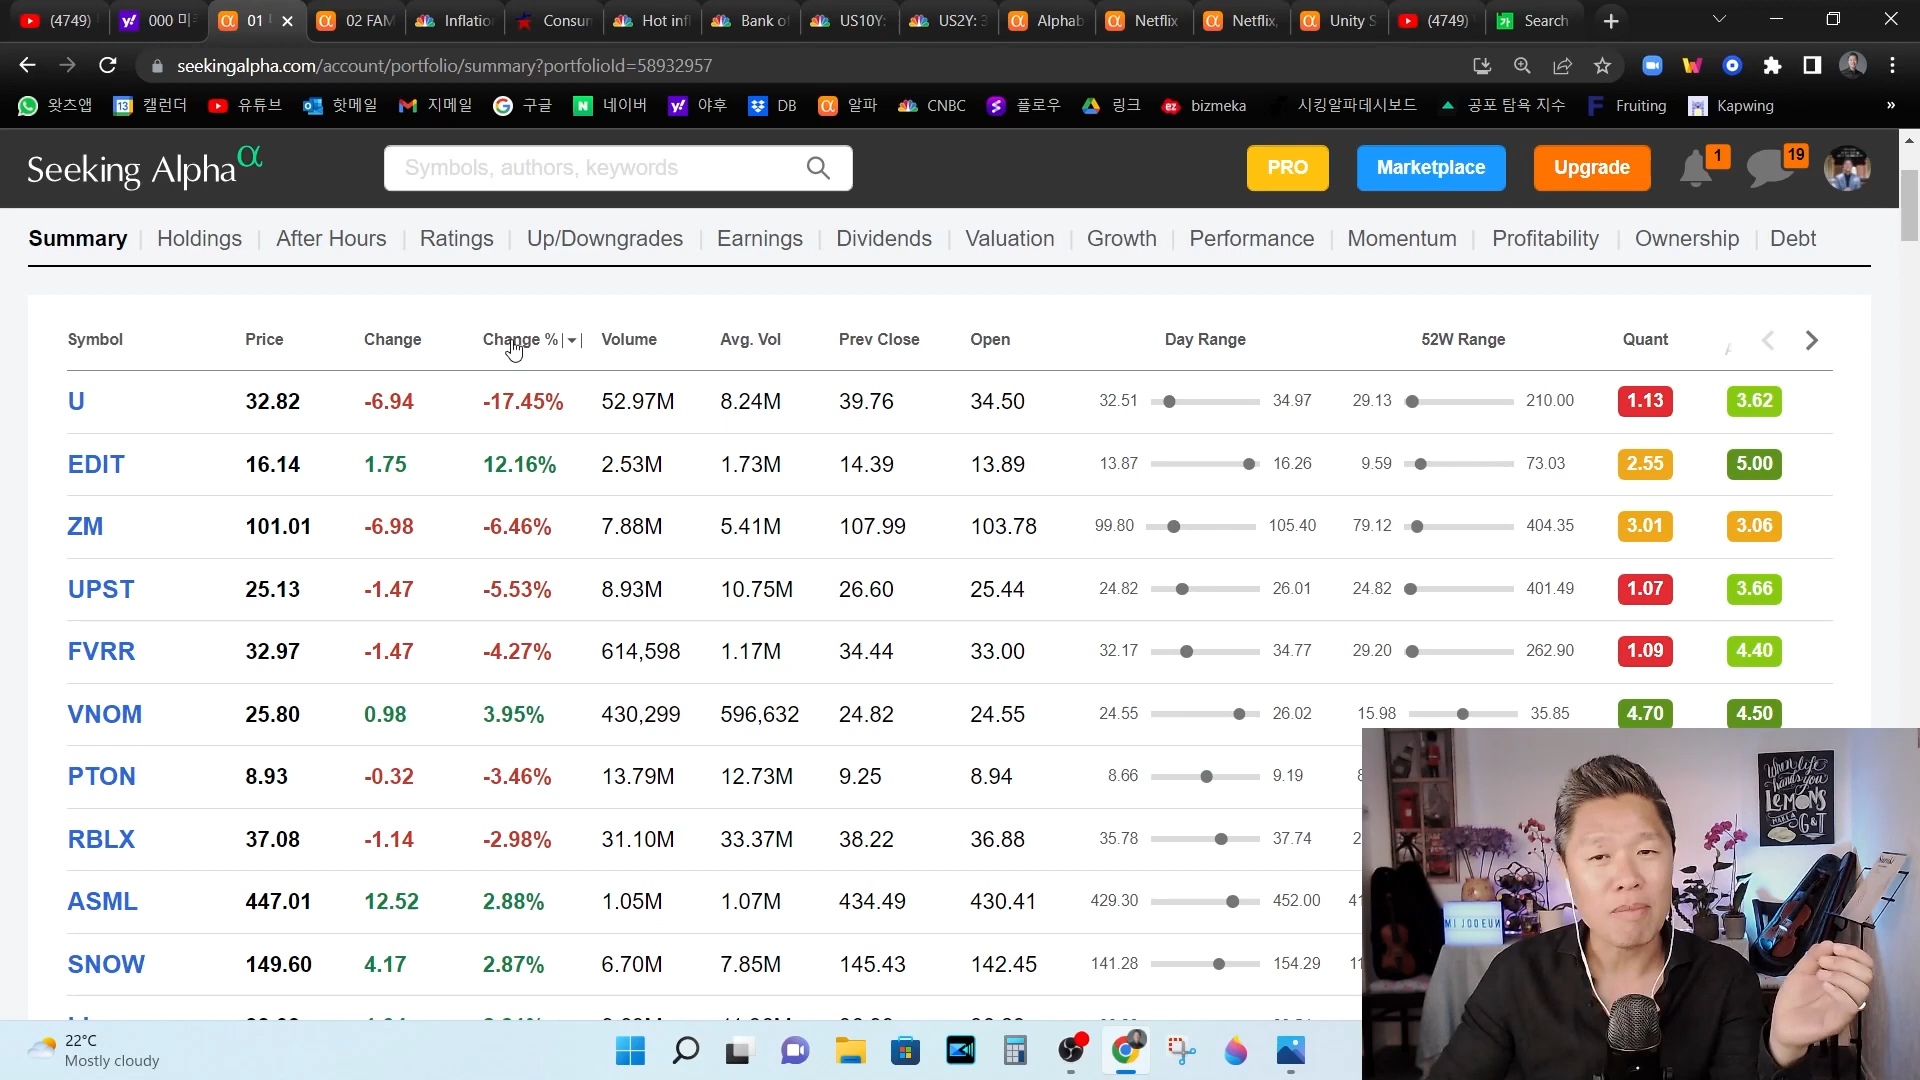 (4749)
000 미
01
02 FAM
Inflatio
Consun
Hot infl
Bank o
US10Y:
US2Y: 3
Alphab
Netflix
Netflix,
Unity S
(4749)
Search
seekingalpha.com/account/portfolio/summary?portfolioId=58932957
왓츠앱 캘린더 유튜브 핫메일 지메일 구글 네이버 야후 DB 알파 CNBC 플로우 링크 bizmeka 시킹알파데시보드 공포 탐욕 지수 Fruiting Kapwing »
Seeking Alpha α
Symbols, authors, keywords
PRO
Marketplace
Upgrade
1
19
Summary Holdings After Hours Ratings Up/Downgrades Earnings Dividends Valuation Growth Performance Momentum Profitability Ownership Debt
Symbol Price Change Change % Volume Avg. Vol Prev Close Open Day Range 52W Range Quant
U 32.82 -6.94 -17.45% 52.97M 8.24M 39.76 34.50 32.51 34.97 29.13 210.00 1.13 3.62
EDIT 16.14 1.75 12.16% 2.53M 1.73M 14.39 13.89 13.87 16.26 9.59 73.03 2.55 5.00
ZM 101.01 -6.98 -6.46% 7.88M 5.41M 107.99 103.78 99.80 105.40 79.12 404.35 3.01 3.06
UPST 25.13 -1.47 -5.53% 8.93M 10.75M 26.60 25.44 24.82 26.01 24.82 401.49 1.07 3.66
FVRR 32.97 -1.47 -4.27% 614,598 1.17M 34.44 33.00 32.17 34.77 29.20 262.90 1.09 4.40
VNOM 25.80 0.98 3.95% 430,299 596,632 24.82 24.55 24.55 26.02 15.98 35.85 4.70 4.50
PTON 8.93 -0.32 -3.46% 13.79M 12.73M 9.25 8.94 8.66 9.19
RBLX 37.08 -1.14 -2.98% 31.10M 33.37M 38.22 36.88 35.78 37.74
ASML 447.01 12.52 2.88% 1.05M 1.07M 434.49 430.41 429.30 452.00
SNOW 149.60 4.17 2.87% 6.70M 7.85M 145.43 142.45 141.28 154.29
When life
hands you
LEMONS
MAKE A
G&T
MI JOO EUN
22°C
Mostly cloudy